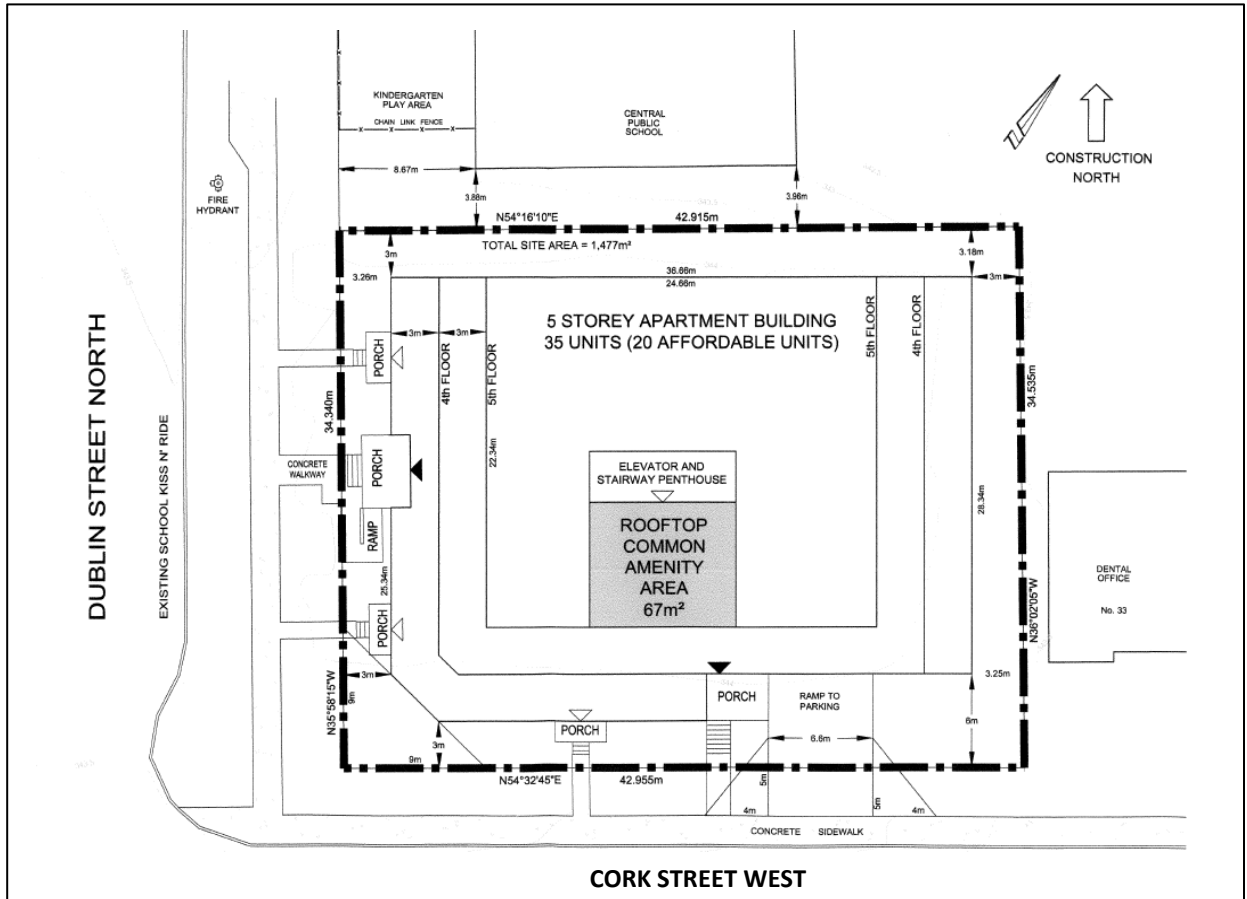 KINDERGARTEN
PLAY AREA
CHAIN LINK FENCE
8.67m
CENTRAL
PUBLIC
SCHOOL
CONSTRUCTION
NORTH
FIRE
HYDRANT
3.88m
3.96m
N54°16'10"E
42.915m
TOTAL SITE AREA = 1,477m²
3m
3.18m
3.26m
3m
24.66m
5 STOREY APARTMENT BUILDING
35 UNITS (20 AFFORDABLE UNITS)
3m
3m
4th FLOOR
5th FLOOR
5th FLOOR
4th FLOOR
PORCH
34.340m
34.535m
22.34m
28.34m
DUBLIN STREET NORTH
EXISTING SCHOOL KISS N' RIDE
CONCRETE
WALKWAY
PORCH
RAMP
25.34m
PORCH
ELEVATOR AND
STAIRWAY PENTHOUSE
ROOFTOP
COMMON
AMENITY
AREA
67m²
DENTAL
OFFICE
No. 33
N36°02'05"W
3m
9m
N35°58'15"W
3.25m
PORCH
RAMP TO
PARKING
6m
PORCH
3m
6.6m
9m
N54°32'45"E
42.955m
5m
5m
4m
4m
CONCRETE SIDEWALK
CORK STREET WEST